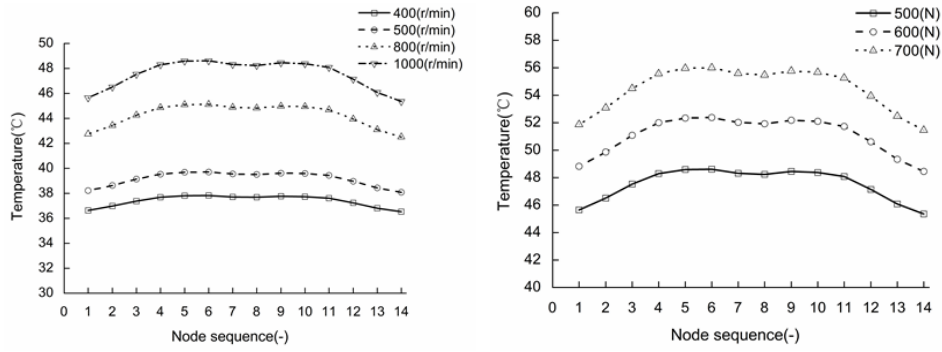 400(r/min)
500(r/min)
800(r/min)
1000(r/min)
50
48
46
44
42
40
38
36
34
32
30
Temperature(℃)
0 1 2 3 4 5 6 7 8 9 10 11 12 13 14
Node sequence(-)
500(N)
600(N)
700(N)
60
58
56
54
52
50
48
46
44
42
40
Temperature(℃)
0 1 2 3 4 5 6 7 8 9 10 11 12 13 14
Node sequence(-)